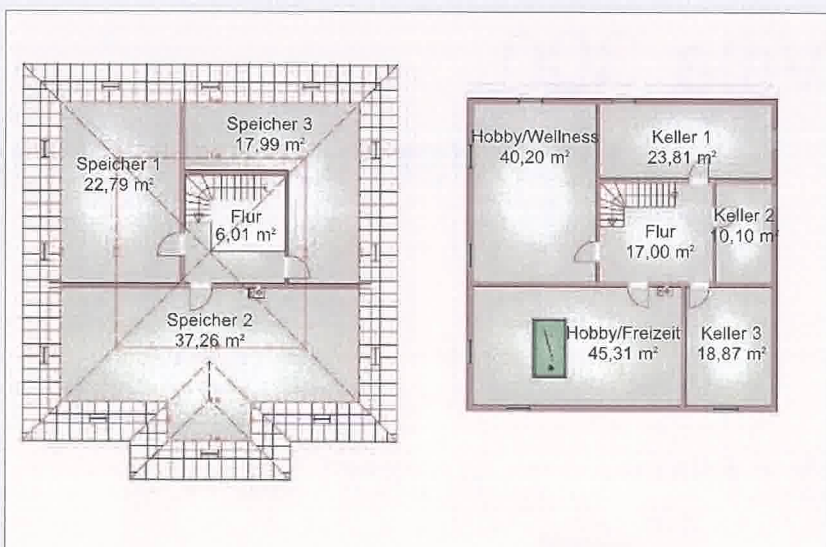 Speicher 3
17,99 m²
Speicher 1
22,79 m²
Flur
6,01 m²
Speicher 2
37,26 m²
Hobby/Wellness
40,20 m²
Keller 1
23,81 m²
Keller 2
10,10 m²
Flur
17,00 m²
Hobby/Freizeit
45,31 m²
Keller 3
18,87 m²